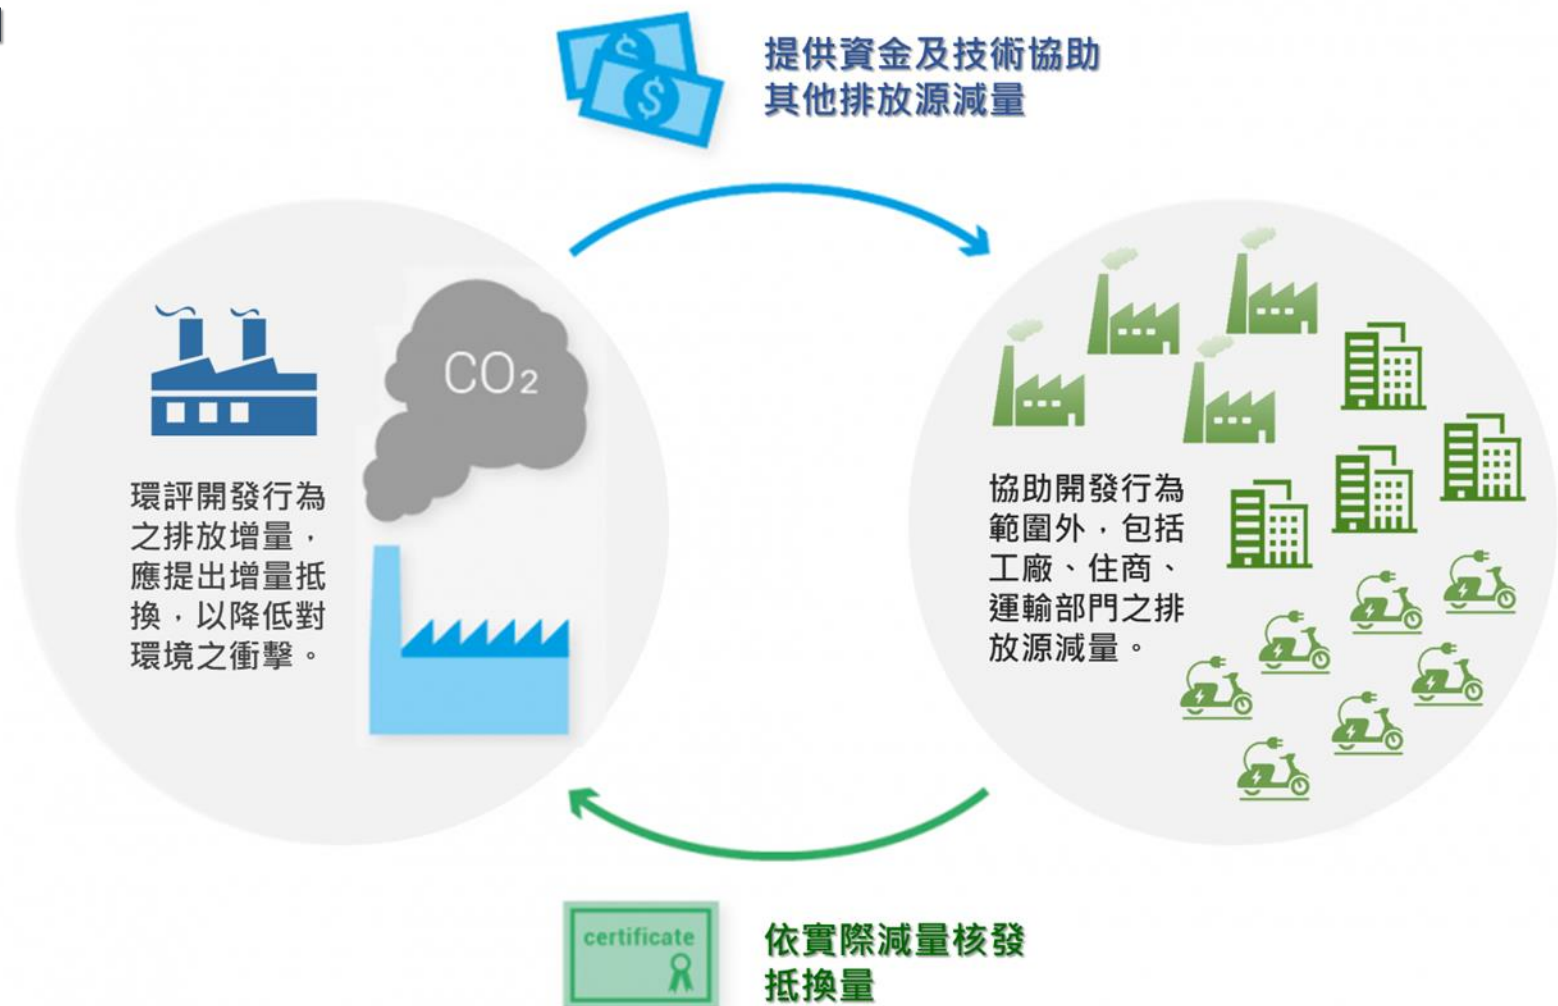 提供資金及技術協助
其他排放源減量
CO₂
環評開發行為
之排放增量，
應提出增量抵
換，以降低對
環境之衝擊。
協助開發行為
範圍外，包括
工廠、住商、
運輸部門之排
放源減量。
certificate
依實際減量核發
抵換量